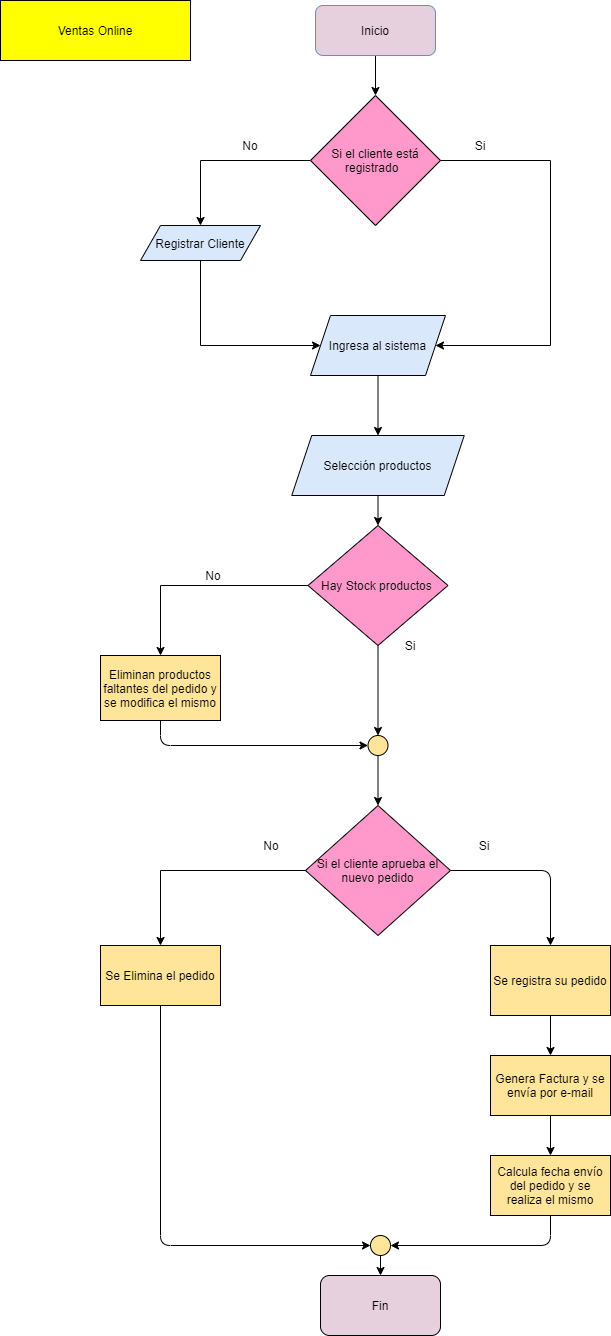 Ventas Online
Inicio
Si el cliente está
registrado
No
Si
Registrar Cliente
Ingresa al sistema
Selección productos
Hay Stock productos
No
Si
Eliminan productos
faltantes del pedido y
se modifica el mismo
Si el cliente aprueba el
nuevo pedido
No
Si
Se Elimina el pedido
Se registra su pedido
Genera Factura y se
envía por e-mail
Calcula fecha envío
del pedido y se
realiza el mismo
Fin